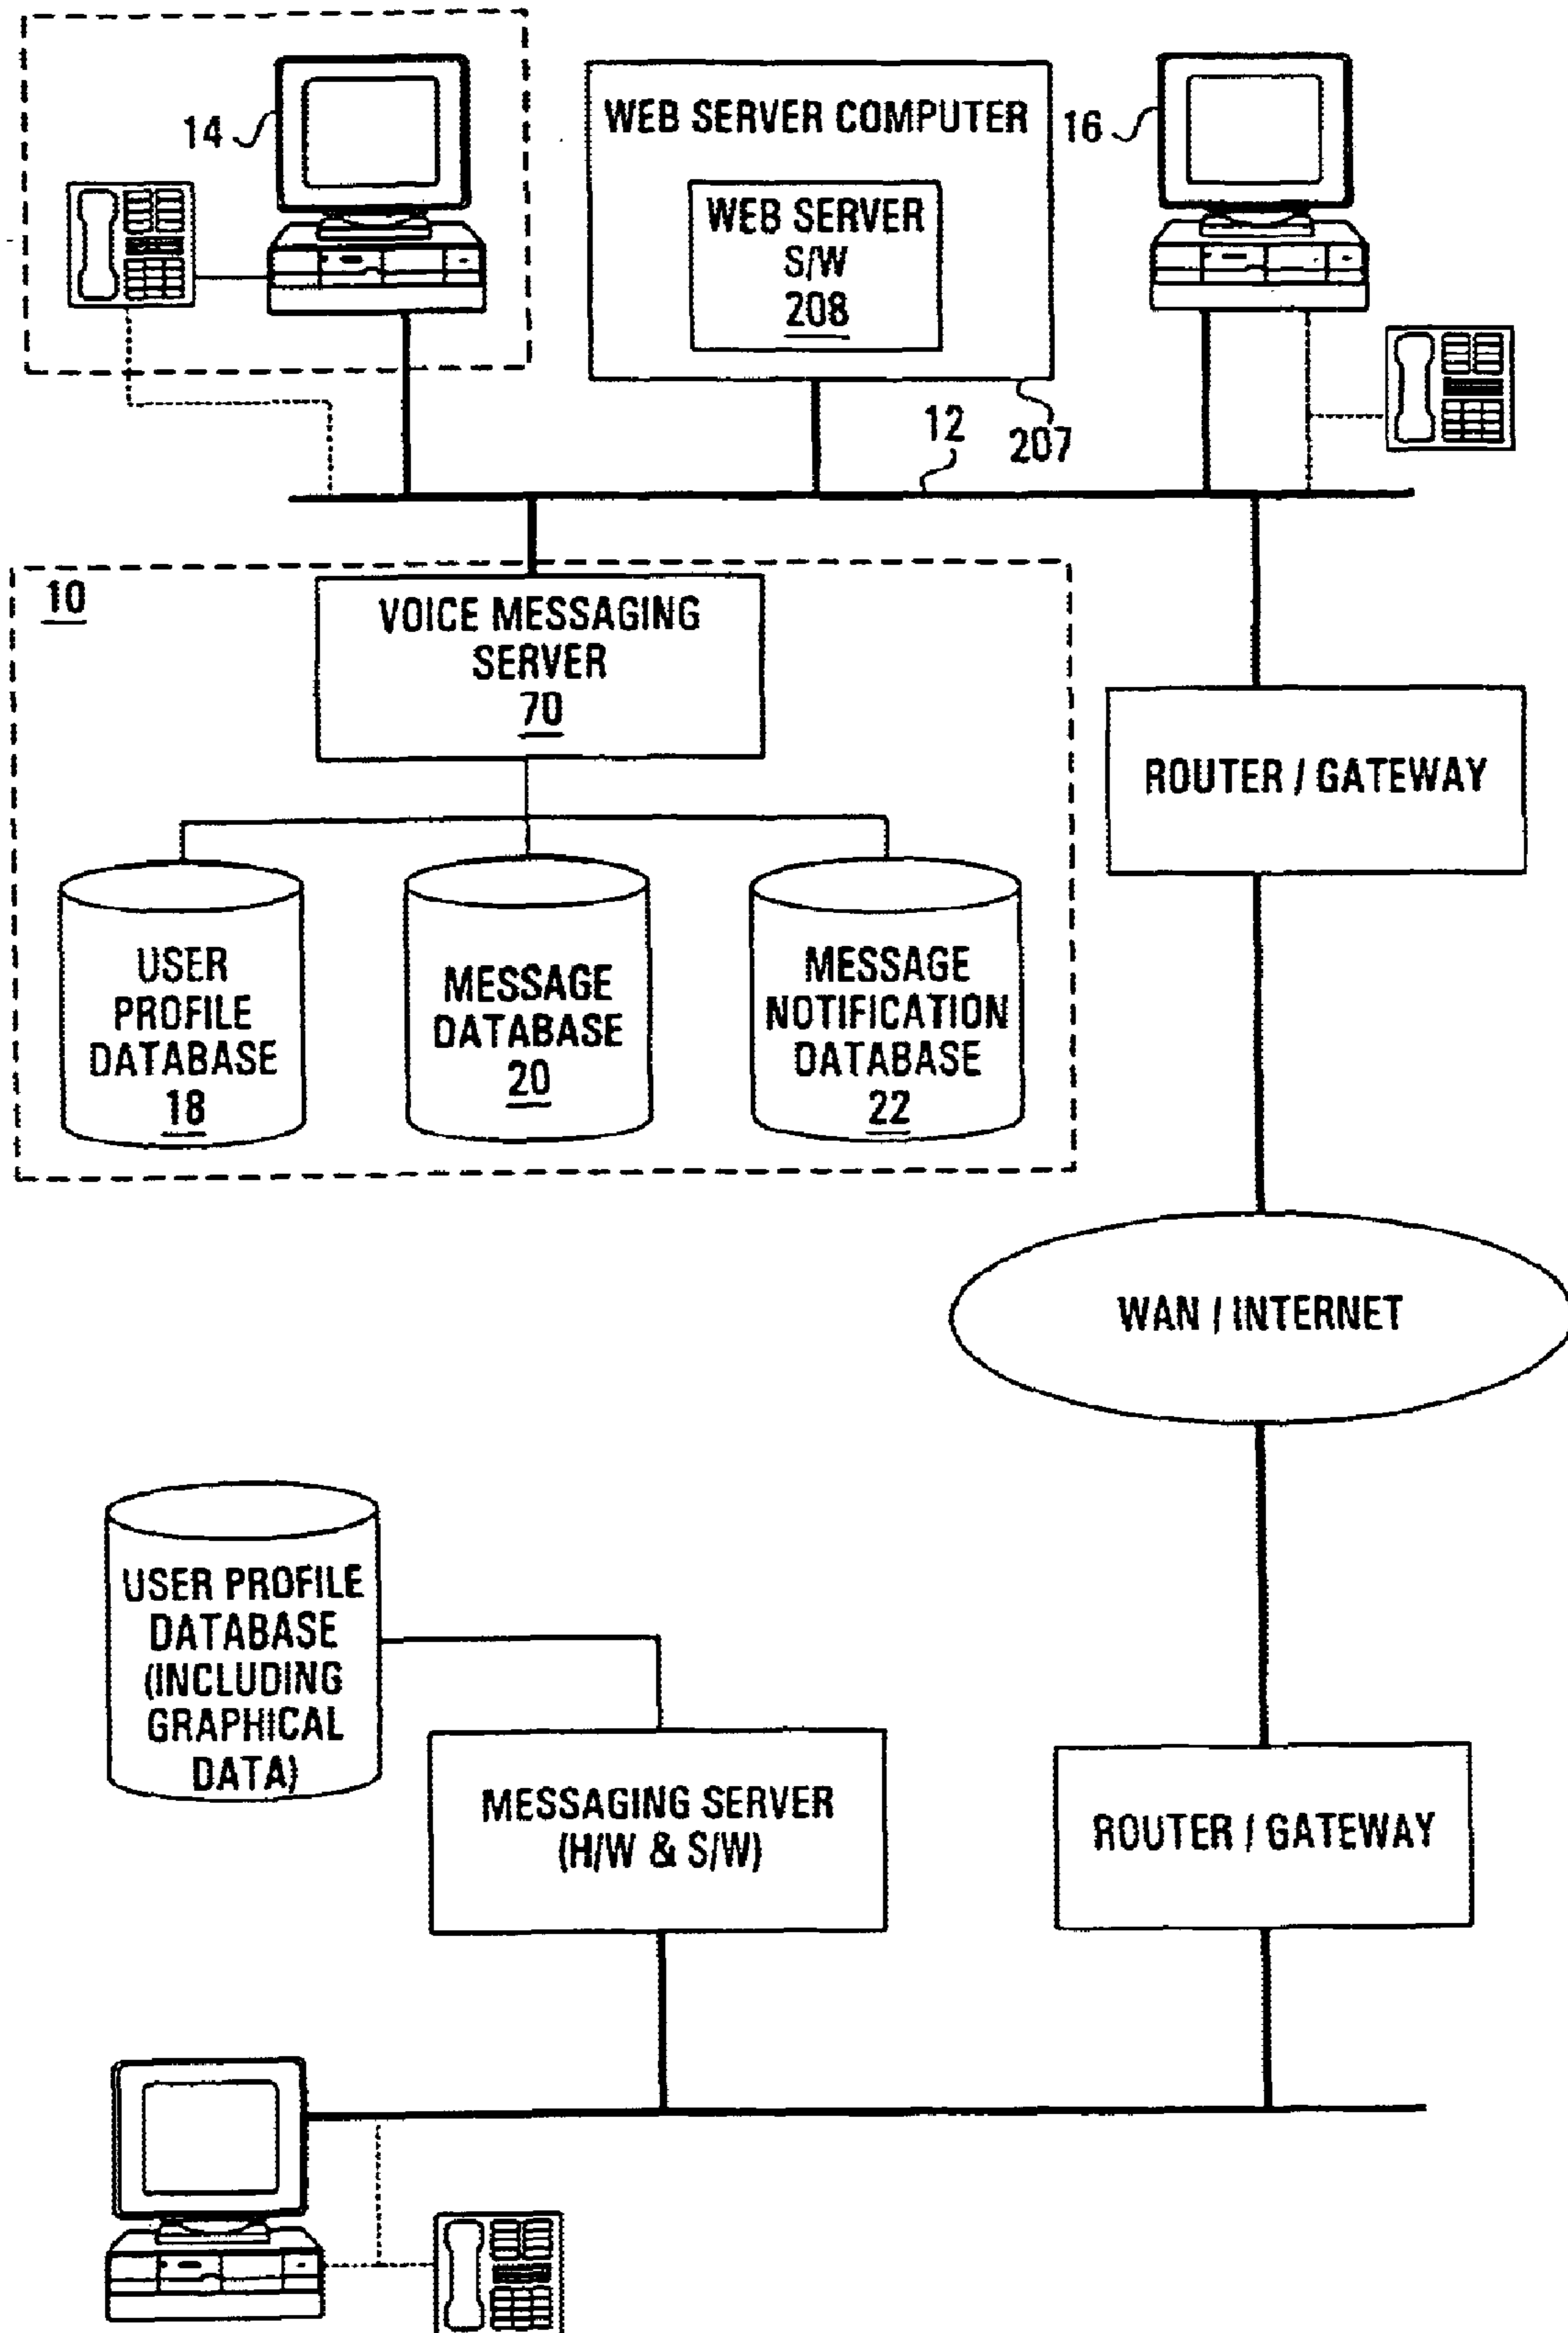 14
WEB SERVER COMPUTER
WEB SERVER
S/W
208
16
12
207
10
VOICE MESSAGING
SERVER
70
ROUTER / GATEWAY
USER
PROFILE
DATABASE
18
MESSAGE
DATABASE
20
MESSAGE
NOTIFICATION
DATABASE
22
WAN / INTERNET
USER PROFILE
DATABASE
(INCLUDING
GRAPHICAL
DATA)
MESSAGING SERVER
(H/W & S/W)
ROUTER / GATEWAY